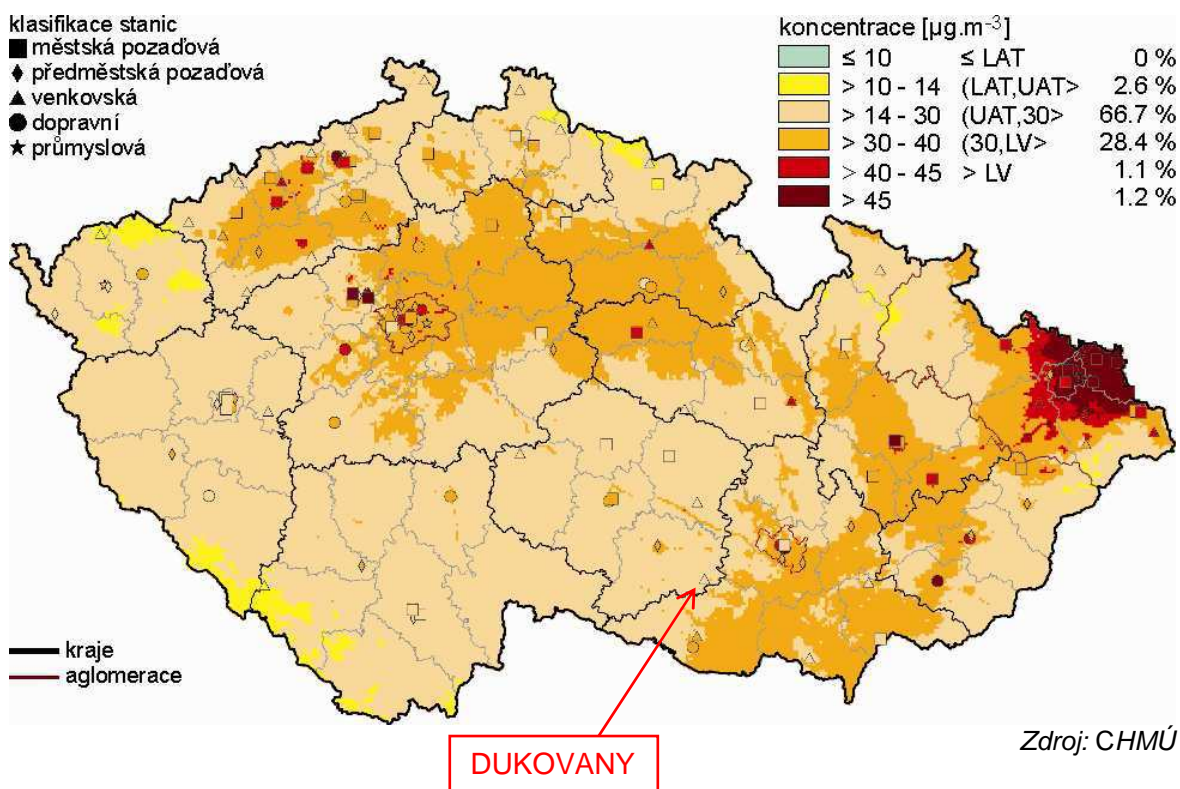 klasifikace stanic
městská pozaďová
předměstská pozaďová
venkovská
dopravní
průmyslová
koncentrace [µg.m⁻³]
≤ 10 ≤ LAT 0 %
> 10 - 14 (LAT,UAT> 2.6 %
> 14 - 30 (UAT,30> 66.7 %
> 30 - 40 (30,LV> 28.4 %
> 40 - 45 > LV 1.1 %
> 45 1.2 %
kraje
aglomerace
Zdroj: CHMÚ
DUKOVANY